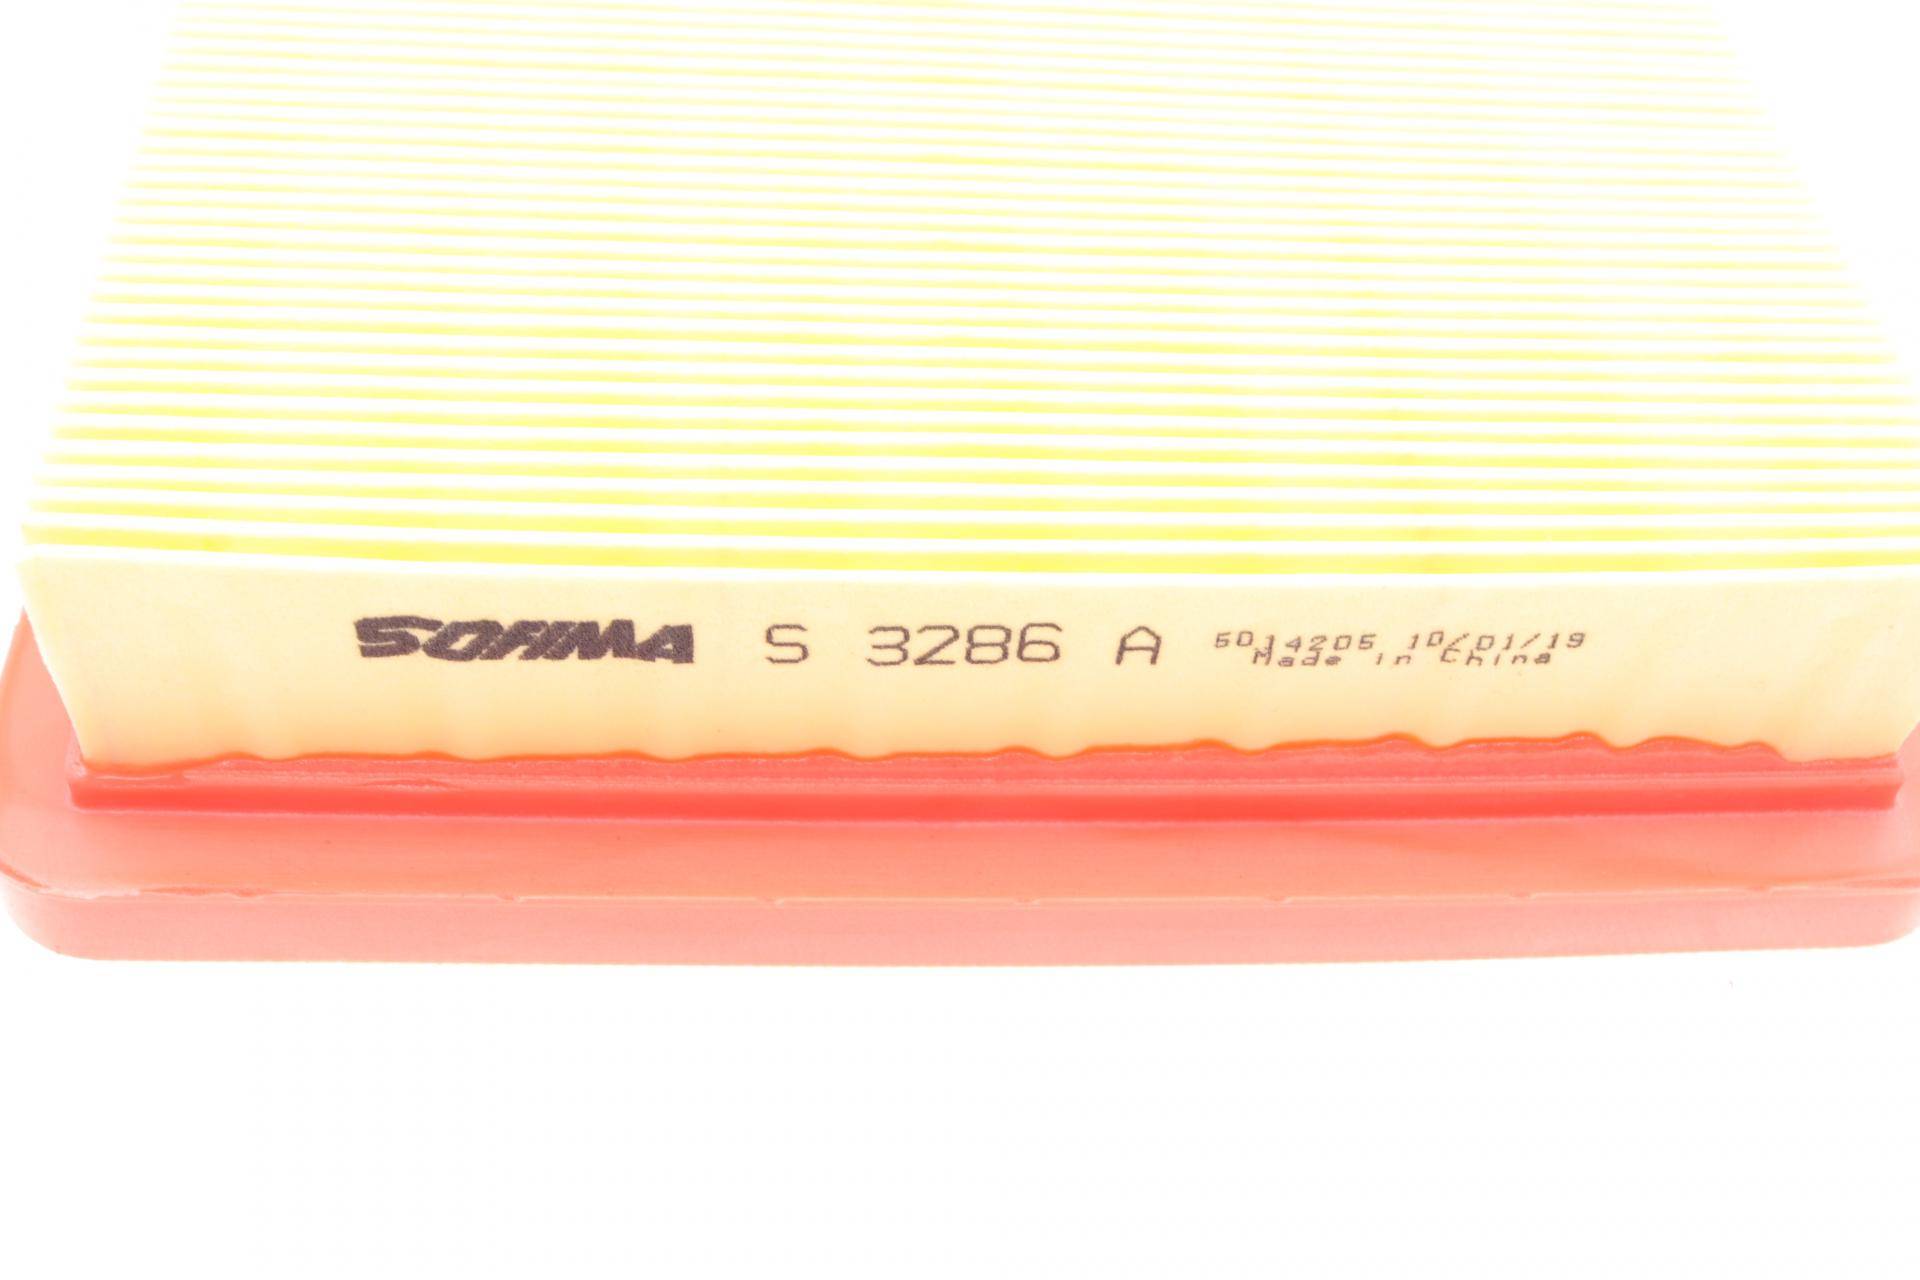 SOFIMA S 3286 A 5014205 10/01/19
Made in China